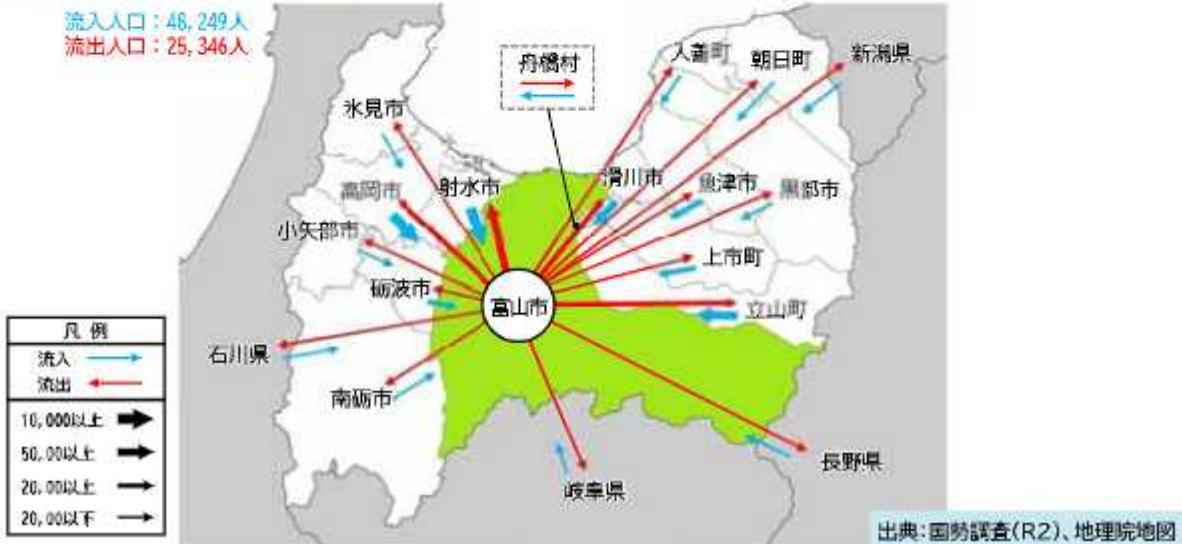 流入人口：46,249人
流出人口：25,346人
舟橋村
入善町
朝日町
新潟県
氷見市
高岡市
射水市
滑川市
魚津市
黒部市
小矢部市
上市町
砺波市
富山市
立山町
石川県
南砺市
岐阜県
長野県
凡例
流入
流出
10,000以上
50,00以上
20,00以上
20,00以下
出典：国勢調査(R2)、地理院地図